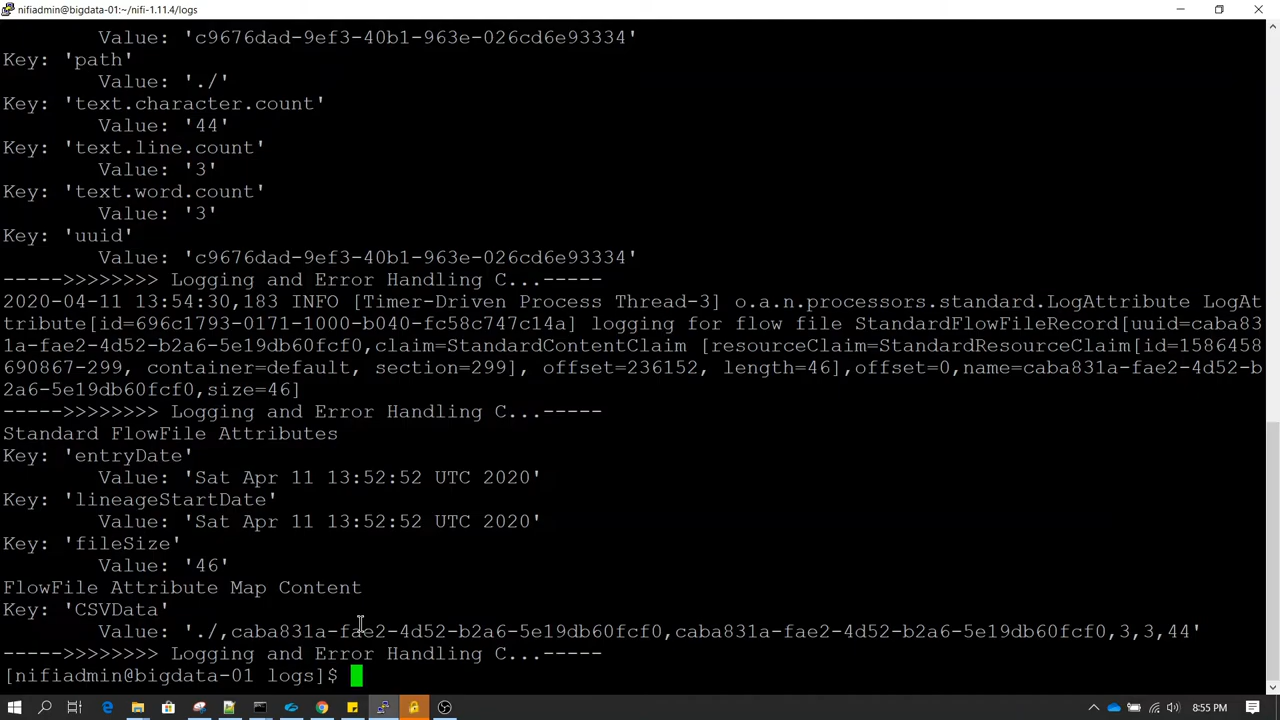 nifiadmin@bigdata-01:~/nifi-1.11.4/logs
Value: 'c9676dad-9ef3-40b1-963e-026cd6e93334'
Key: 'path'
Value: './'
Key: 'text.character.count'
Value: '44'
Key: 'text.line.count'
Value: '3'
Key: 'text.word.count'
Value: '3'
Key: 'uuid'
Value: 'c9676dad-9ef3-40b1-963e-026cd6e93334'
----->>>>>>>> Logging and Error Handling C...-----
2020-04-11 13:54:30,183 INFO [Timer-Driven Process Thread-3] o.a.n.processors.standard.LogAttribute LogAt
tribute[id=696c1793-0171-1000-b040-fc58c747c14a] logging for flow file StandardFlowFileRecord[uuid=caba83
1a-fae2-4d52-b2a6-5e19db60fcf0,claim=StandardContentClaim [resourceClaim=StandardResourceClaim[id=1586458
690867-299, container=default, section=299], offset=236152, length=46],offset=0,name=caba831a-fae2-4d52-b
2a6-5e19db60fcf0,size=46]
----->>>>>>>> Logging and Error Handling C...-----
Standard FlowFile Attributes
Key: 'entryDate'
Value: 'Sat Apr 11 13:52:52 UTC 2020'
Key: 'lineageStartDate'
Value: 'Sat Apr 11 13:52:52 UTC 2020'
Key: 'fileSize'
Value: '46'
FlowFile Attribute Map Content
Key: 'CSVData'
Value: './,caba831a-fae2-4d52-b2a6-5e19db60fcf0,caba831a-fae2-4d52-b2a6-5e19db60fcf0,3,3,44'
----->>>>>>>> Logging and Error Handling C...-----
[nifiadmin@bigdata-01 logs]$
8:55 PM